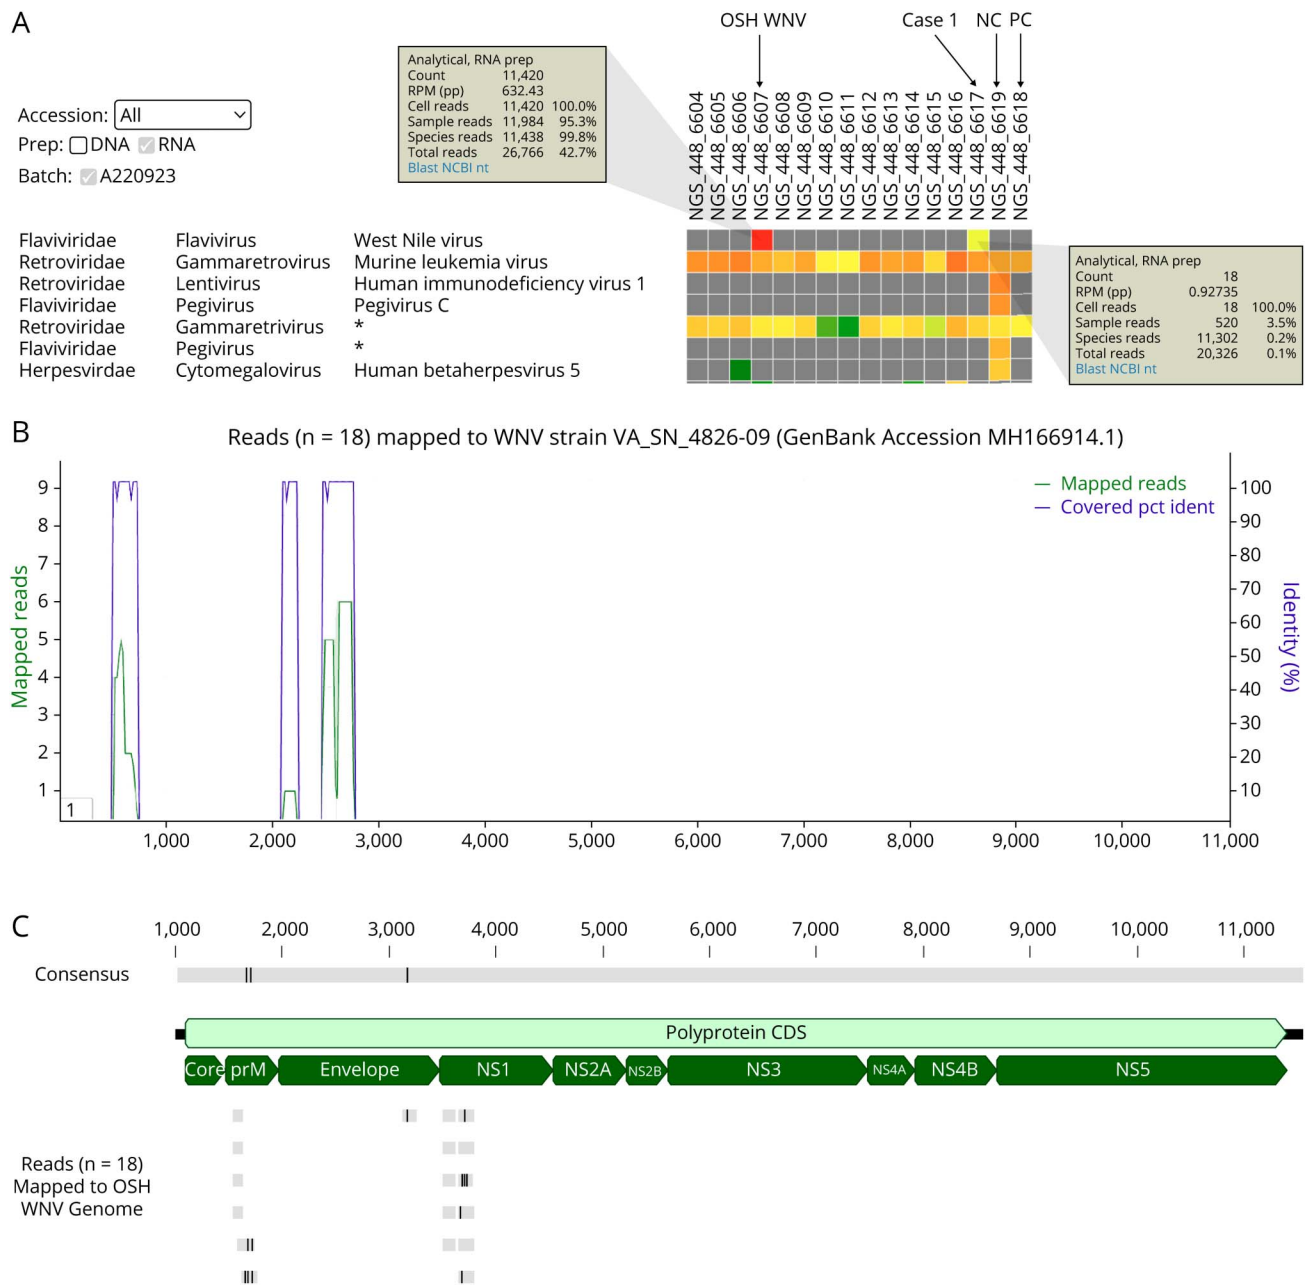 A
OSH WNV
Case 1
NC
PC
Accession: All
Prep: DNA RNA
Batch: A220923
Analytical, RNA prep
Count 11,420
RPM (pp) 632.43
Cell reads 11,420 100.0%
Sample reads 11,984 95.3%
Species reads 11,438 99.8%
Total reads 26,766 42.7%
Blast NCBI nt
NGS_448_6604
NGS_448_6605
NGS_448_6606
NGS_448_6607
NGS_448_6608
NGS_448_6609
NGS_448_6610
NGS_448_6611
NGS_448_6612
NGS_448_6613
NGS_448_6614
NGS_448_6615
NGS_448_6616
NGS_448_6617
NGS_448_6619
NGS_448_6618
Flaviviridae Flavivirus West Nile virus
Retroviridae Gammaretrovirus Murine leukemia virus
Retroviridae Lentivirus Human immunodeficiency virus 1
Flaviviridae Pegivirus Pegivirus C
Retroviridae Gammaretrivirus *
Flaviviridae Pegivirus *
Herpesvirdae Cytomegalovirus Human betaherpesvirus 5
Analytical, RNA prep
Count 18
RPM (pp) 0.92735
Cell reads 18 100.0%
Sample reads 520 3.5%
Species reads 11,302 0.2%
Total reads 20,326 0.1%
Blast NCBI nt
B
Reads (n = 18) mapped to WNV strain VA_SN_4826-09 (GenBank Accession MH166914.1)
Mapped reads
Covered pct ident
Mapped reads
9
8
7
6
5
4
3
2
1
1
100
90
80
70
60
50
40
30
20
10
Identity (%)
1,000 2,000 3,000 4,000 5,000 6,000 7,000 8,000 9,000 10,000 11,000
C
1,000 2,000 3,000 4,000 5,000 6,000 7,000 8,000 9,000 10,000 11,000
Consensus
Polyprotein CDS
Core prM Envelope NS1 NS2A NS2B NS3 NS4A NS4B NS5
Reads (n = 18)
Mapped to OSH
WNV Genome